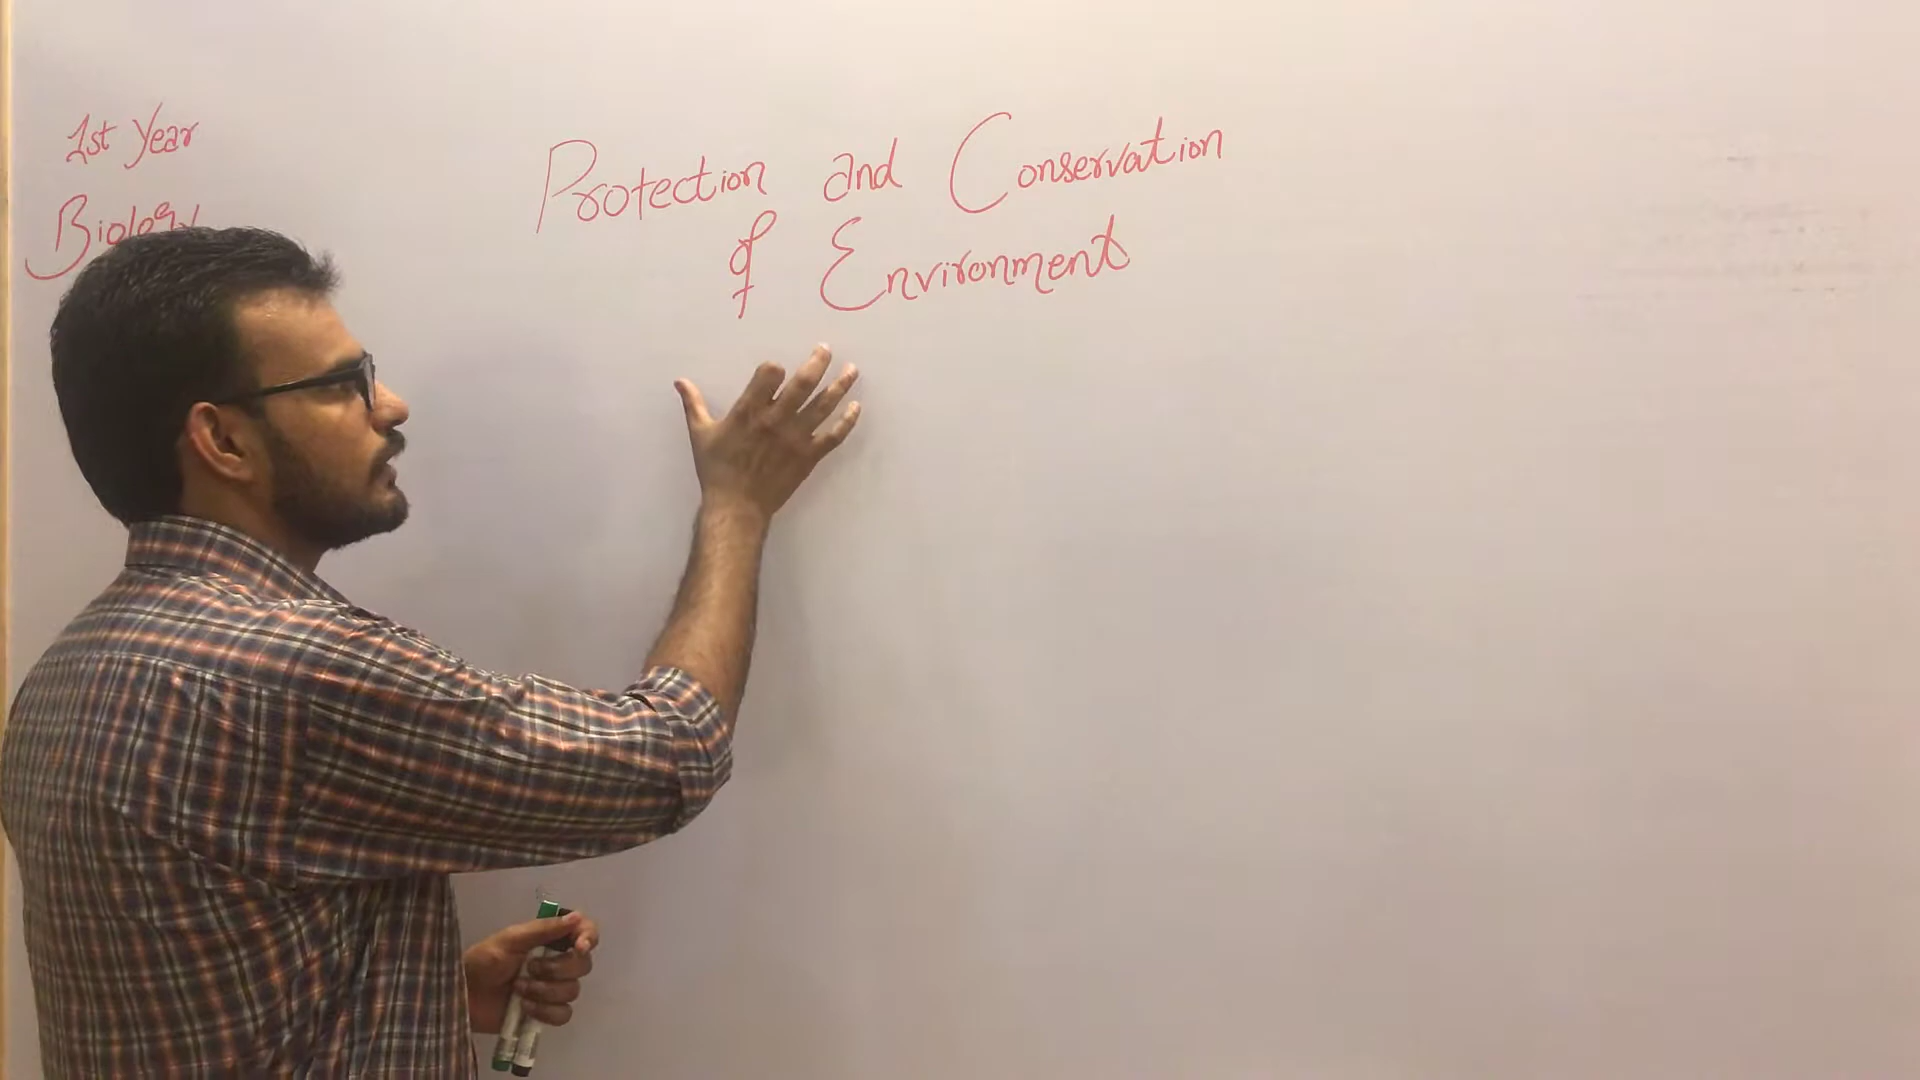 1st Year
Biology
Protection and Conservation
of Environment